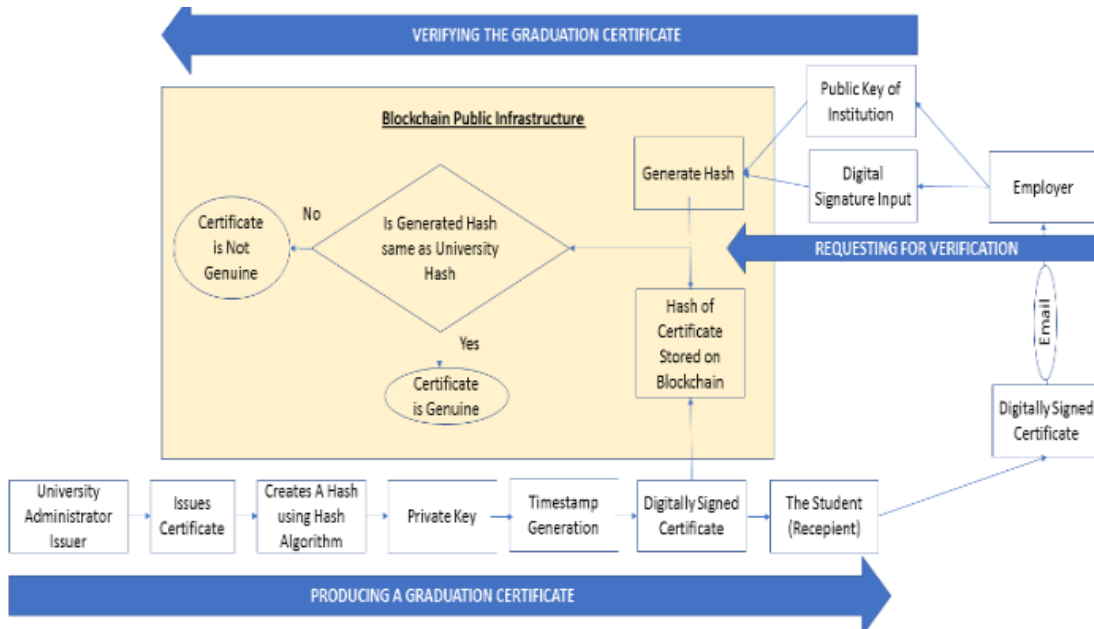 VERIFYING THE GRADUATION CERTIFICATE
Blockchain Public Infrastructure
Public Key of
Institution
Generate Hash
Digital
Signature Input
Employer
No
Certificate
is Not
Genuine
Is Generated Hash
same as University
Hash
REQUESTING FOR VERIFICATION
Hash of
Certificate
Stored on
Blockchain
Yes
Certificate
is Genuine
Email
Digitally Signed
Certificate
University
Administrator
Issuer
Issues
Certificate
Creates A Hash
using Hash
Algorithm
Private Key
Timestamp
Generation
Digitally Signed
Certificate
The Student
(Recepient)
PRODUCING A GRADUATION CERTIFICATE